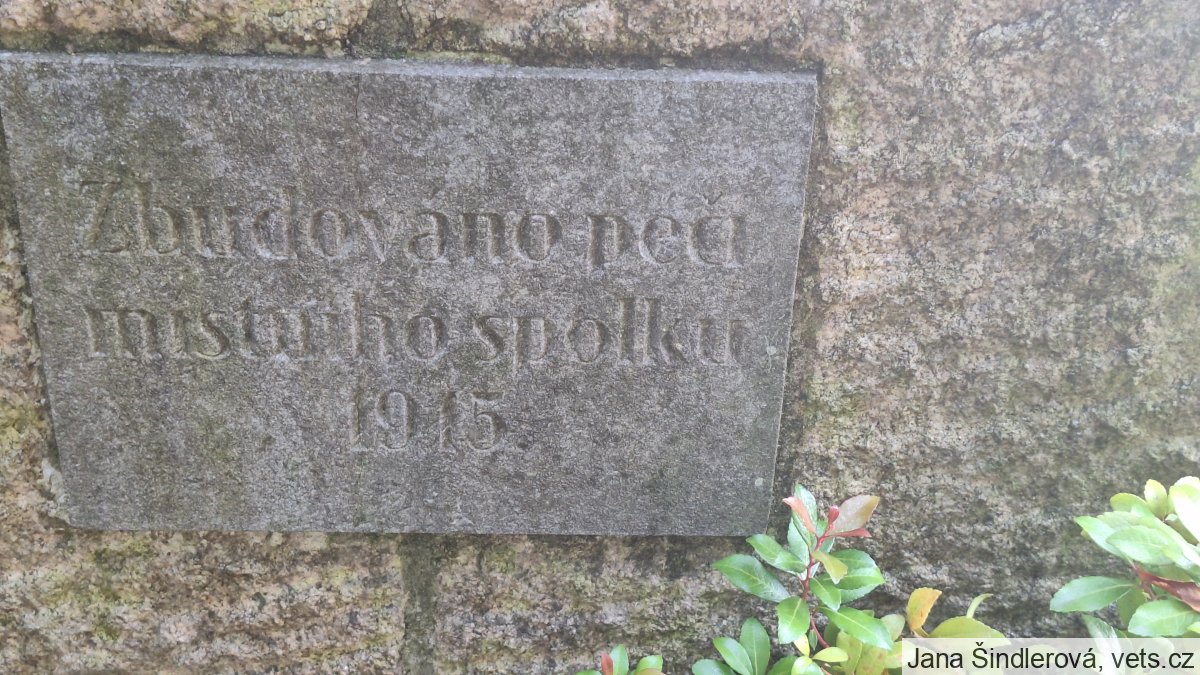 Zbudováno péčí
místního spolku
1915
Jana Šindlerová, vets.cz